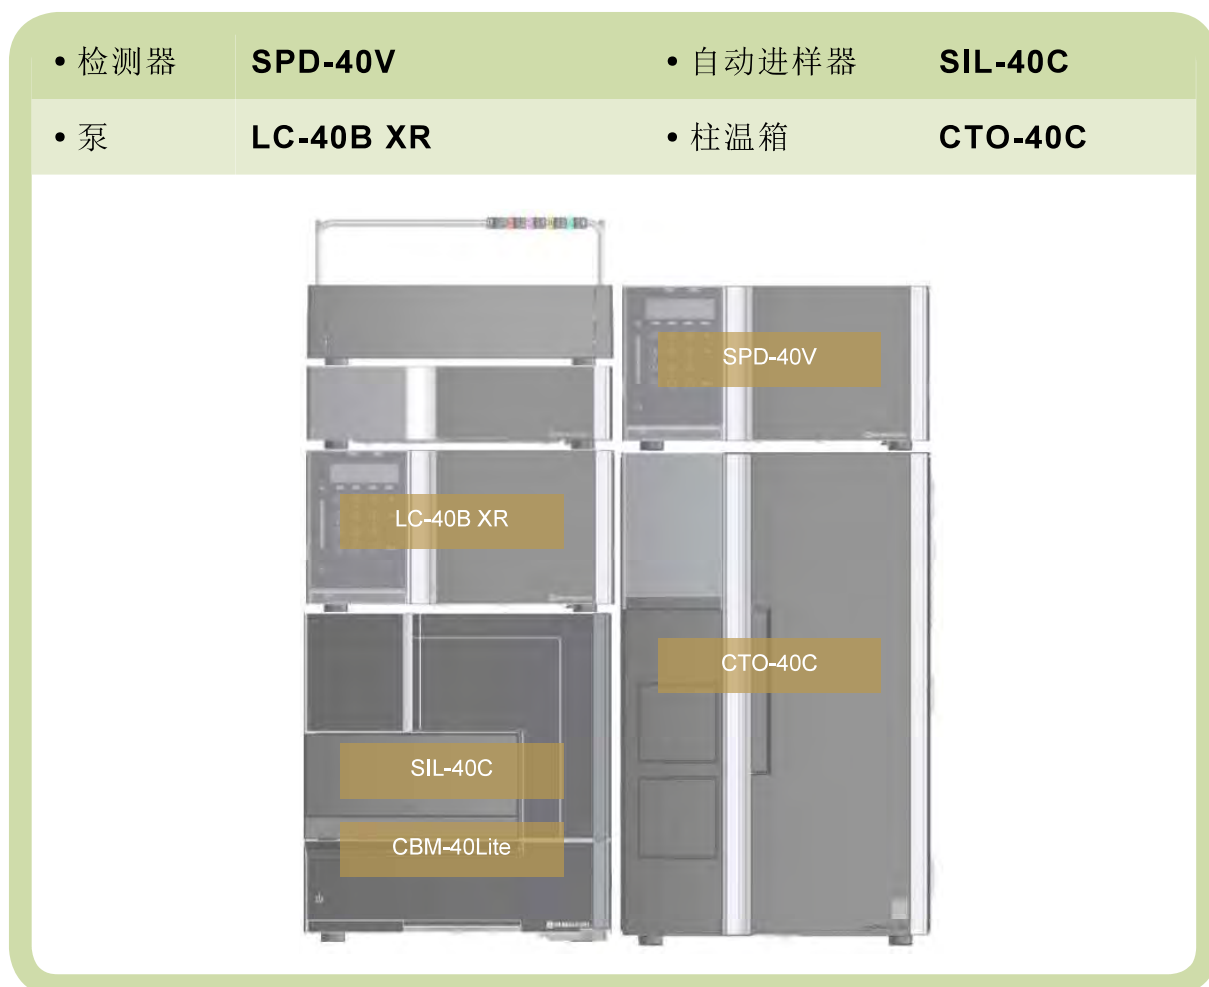 • 检测器 SPD-40V • 自动进样器 SIL-40C
• 泵 LC-40B XR • 柱温箱 CTO-40C
SPD-40V
LC-40B XR
CTO-40C
SIL-40C
CBM-40Lite